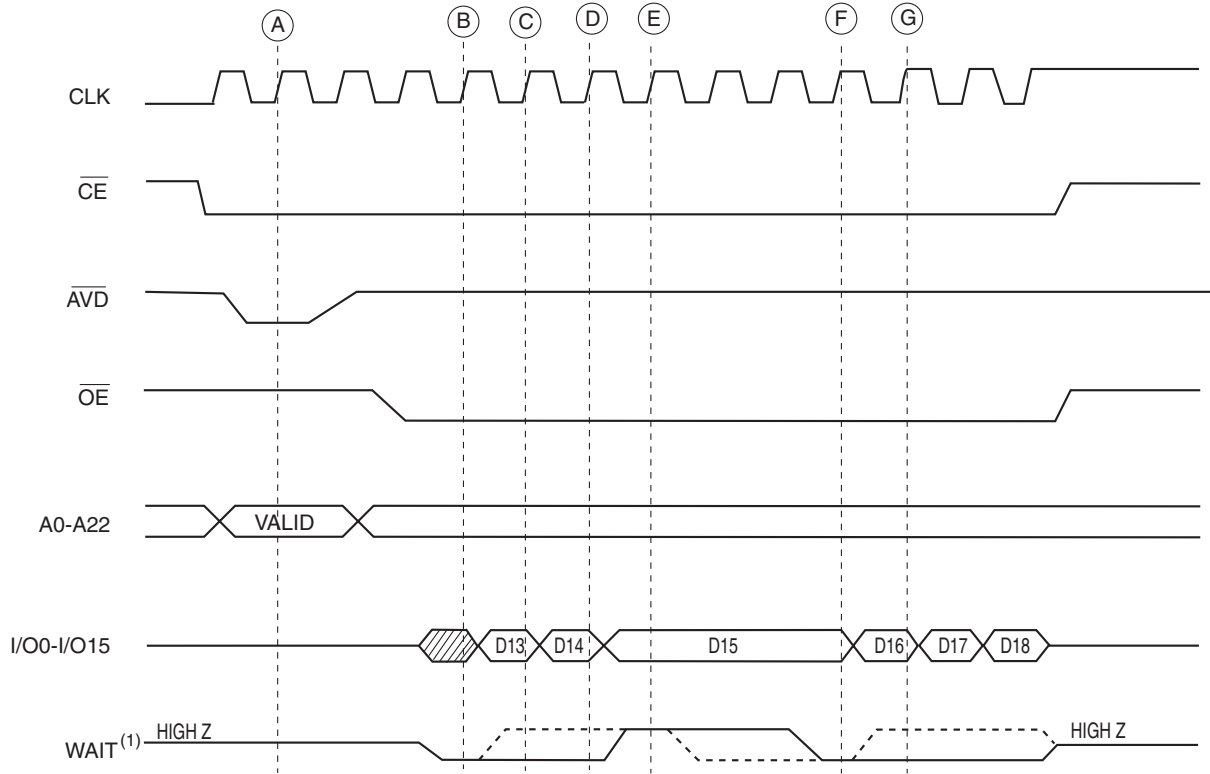 A B C D E F G
CLK
CE
AVD
OE
A0-A22 VALID
I/O0-I/O15 D13 D14 D15 D16 D17 D18
WAIT(1) HIGH Z HIGH Z